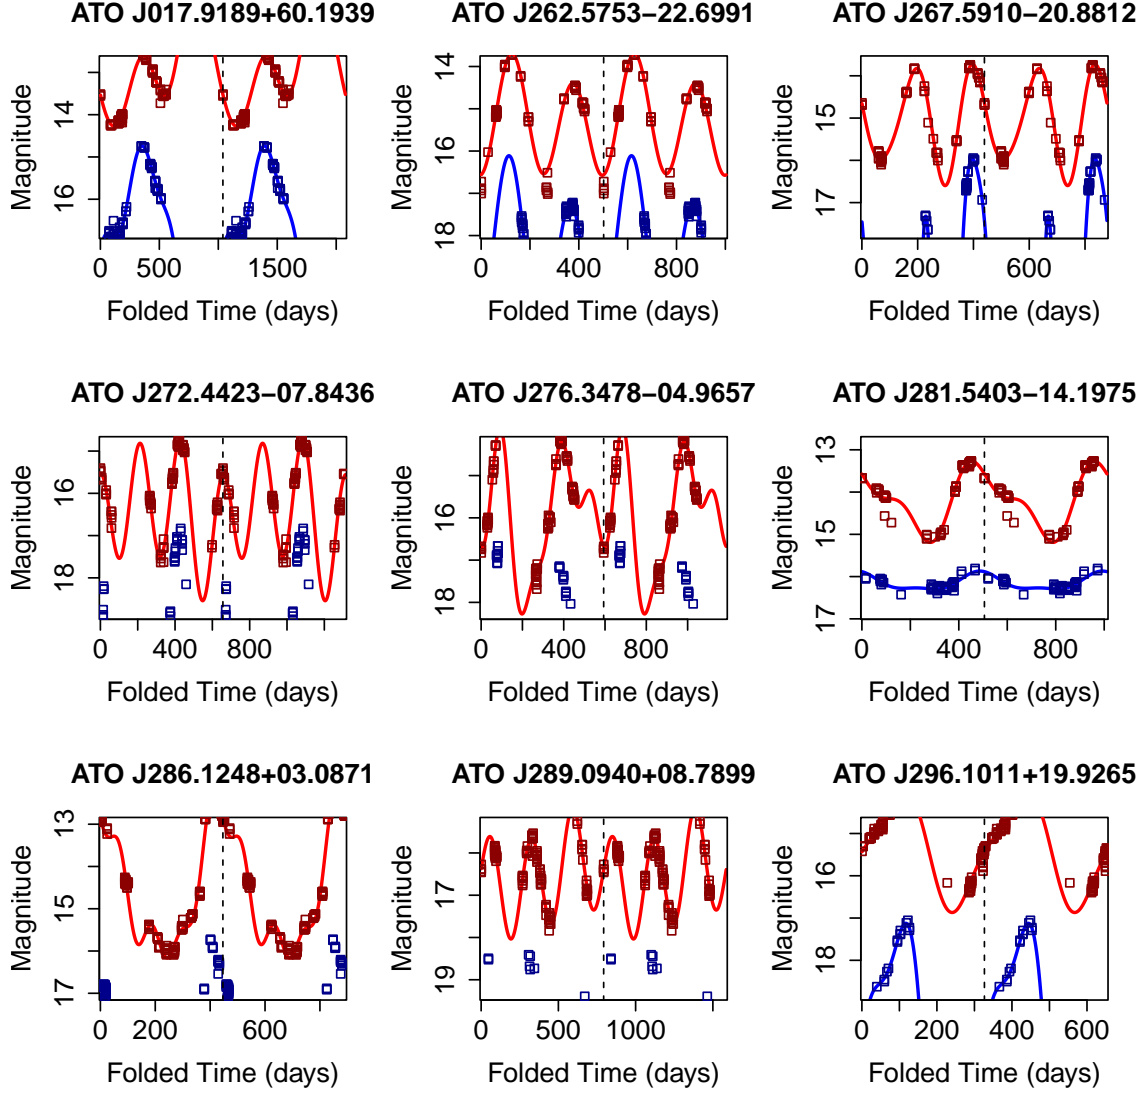 ATO J017.9189+60.1939
ATO J262.5753−22.6991
ATO J267.5910−20.8812
Magnitude
14
16
0
500
1500
Folded Time (days)
Magnitude
14
16
18
0
400
800
Folded Time (days)
Magnitude
15
17
0
200
600
Folded Time (days)
ATO J272.4423−07.8436
ATO J276.3478−04.9657
ATO J281.5403−14.1975
Magnitude
16
18
0
400
800
Folded Time (days)
Magnitude
16
18
0
400
800
Folded Time (days)
Magnitude
13
15
17
0
400
800
Folded Time (days)
ATO J286.1248+03.0871
ATO J289.0940+08.7899
ATO J296.1011+19.9265
Magnitude
13
15
17
0
200
600
Folded Time (days)
Magnitude
17
19
0
500
1000
Folded Time (days)
Magnitude
16
18
0
200
400
600
Folded Time (days)